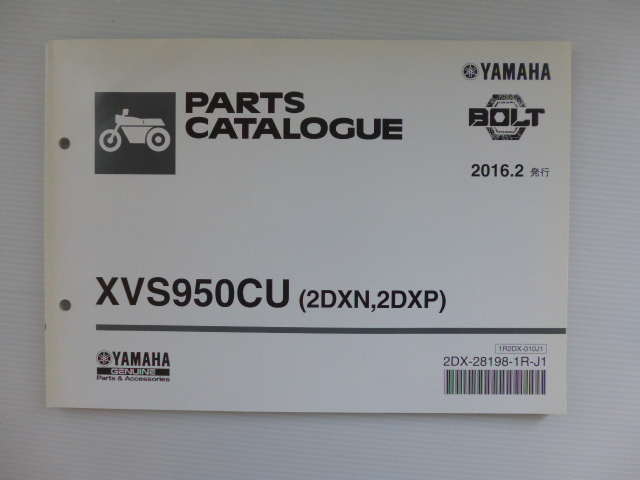 YAMAHA
PARTS
CATALOGUE
BOLT
2016.2 発行
XVS950CU (2DXN,2DXP)
1R2DX-010J1
YAMAHA
GENUINE
Parts & Accessories
2DX-28198-1R-J1